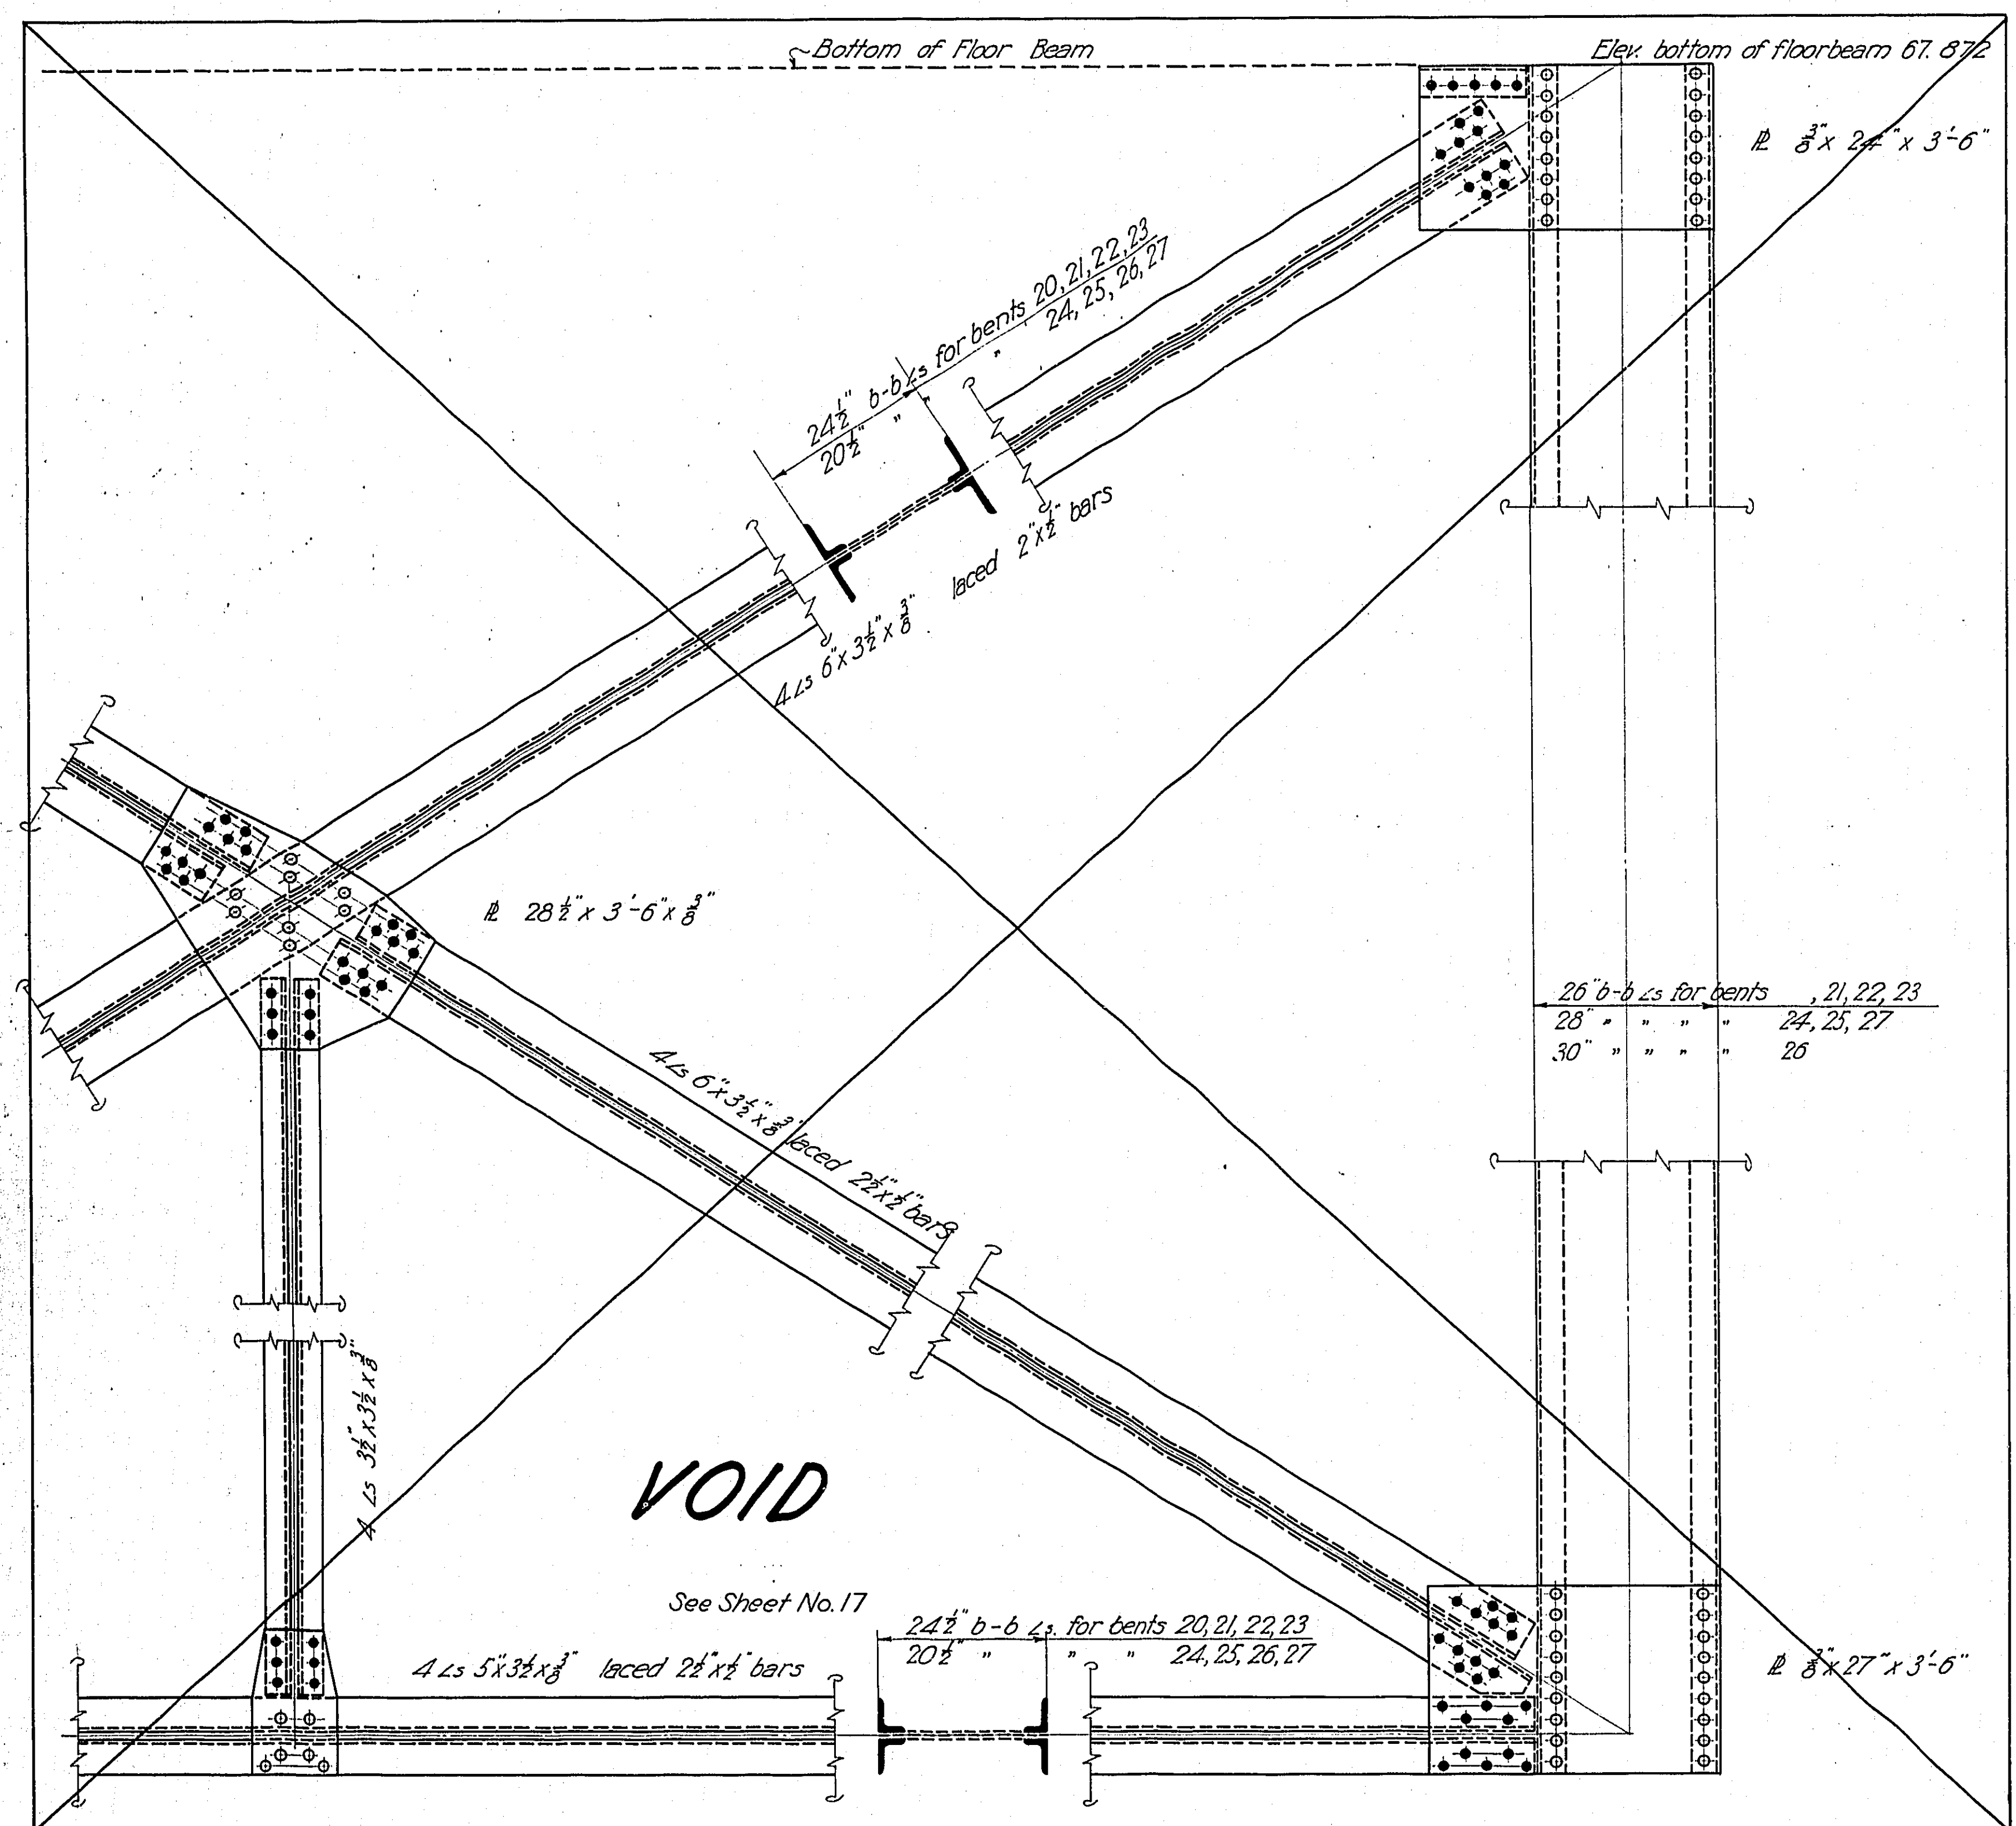 Bottom of Floor Beam
Elev. bottom of floorbeam 67.872
PL 3/8" x 24" x 3'-6"
24 1/2" b-b Ls for bents 20, 21, 22, 23
20 1/2" " " " 24, 25, 26, 27
4 Ls 6" x 3 1/2" x 3/8" laced 2" x 1/2" bars
PL 28 1/2" x 3'-6" x 3/8"
26" b-b Ls for bents , 21, 22, 23
28" " " " " 24, 25, 27
30" " " " " 26
4 Ls 6" x 3 1/2" x 3/8" laced 2 1/2" x 1/2" bars
4 Ls 3 1/2" x 3 1/2" x 3/8"
VOID
See Sheet No. 17
24 1/2" b-b Ls. for bents 20, 21, 22, 23
20 1/2" " " " 24, 25, 26, 27
4 Ls 5" x 3 1/2" x 3/8" laced 2 1/2" x 1/2" bars
PL 3/8" x 27" x 3'-6"